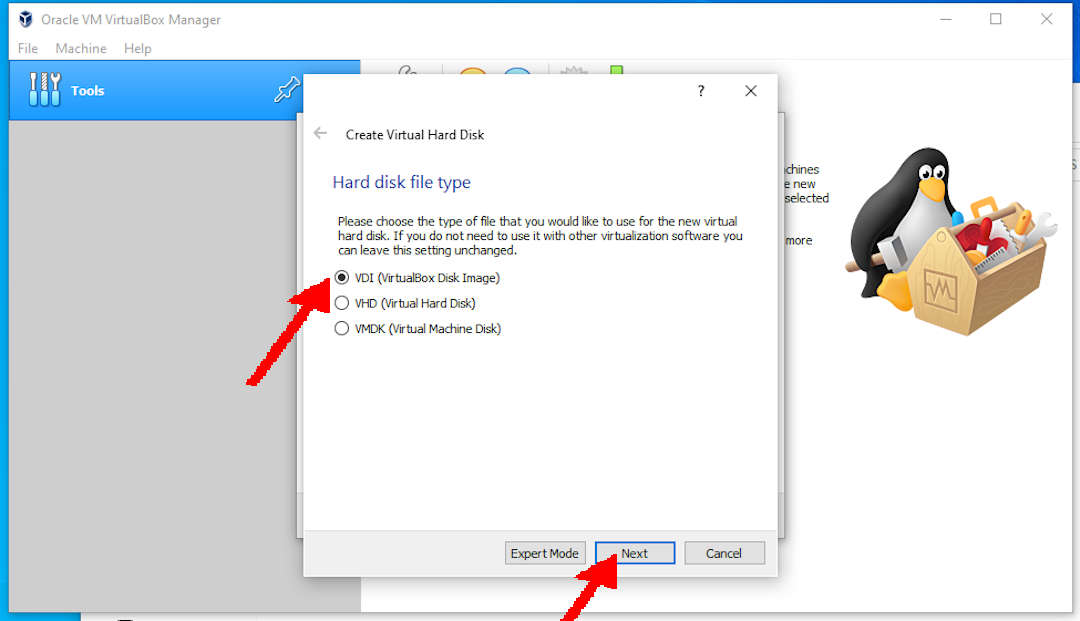 Oracle VM VirtualBox Manager
File Machine Help
Tools
?
Create Virtual Hard Disk
Hard disk file type
Please choose the type of file that you would like to use for the new virtual
hard disk. If you do not need to use it with other virtualization software you
can leave this setting unchanged.
VDI (VirtualBox Disk Image)
VHD (Virtual Hard Disk)
VMDK (Virtual Machine Disk)
Expert Mode Next Cancel
new
selected
more